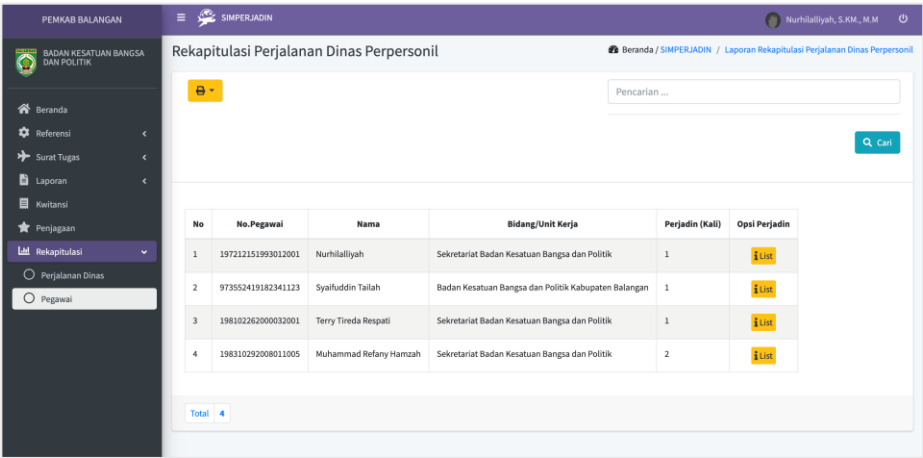 PEMKAB BALANGAN
SIMPERJADIN
Nurhilalliyah, S.KM., M.M
BADAN KESATUAN BANGSA
DAN POLITIK
Rekapitulasi Perjalanan Dinas Perpersonil
Beranda / SIMPERJADIN / Laporan Rekapitulasi Perjalanan Dinas Perpersonil
Pencarian ...
Cari
Beranda
Referensi
Surat Tugas
Laporan
Kwitansi
Penjagaan
Rekapitulasi
Perjalanan Dinas
Pegawai
No No.Pegawai Nama Bidang/Unit Kerja Perjadin (Kali) Opsi Perjadin
1 197212151993012001 Nurhilalliyah Sekretariat Badan Kesatuan Bangsa dan Politik 1 List
2 973552419182341123 Syaifuddin Tailah Badan Kesatuan Bangsa dan Politik Kabupaten Balangan 1 List
3 198102262000032001 Terry Tireda Respati Sekretariat Badan Kesatuan Bangsa dan Politik 1 List
4 198310292008011005 Muhammad Refany Hamzah Sekretariat Badan Kesatuan Bangsa dan Politik 2 List
Total 4